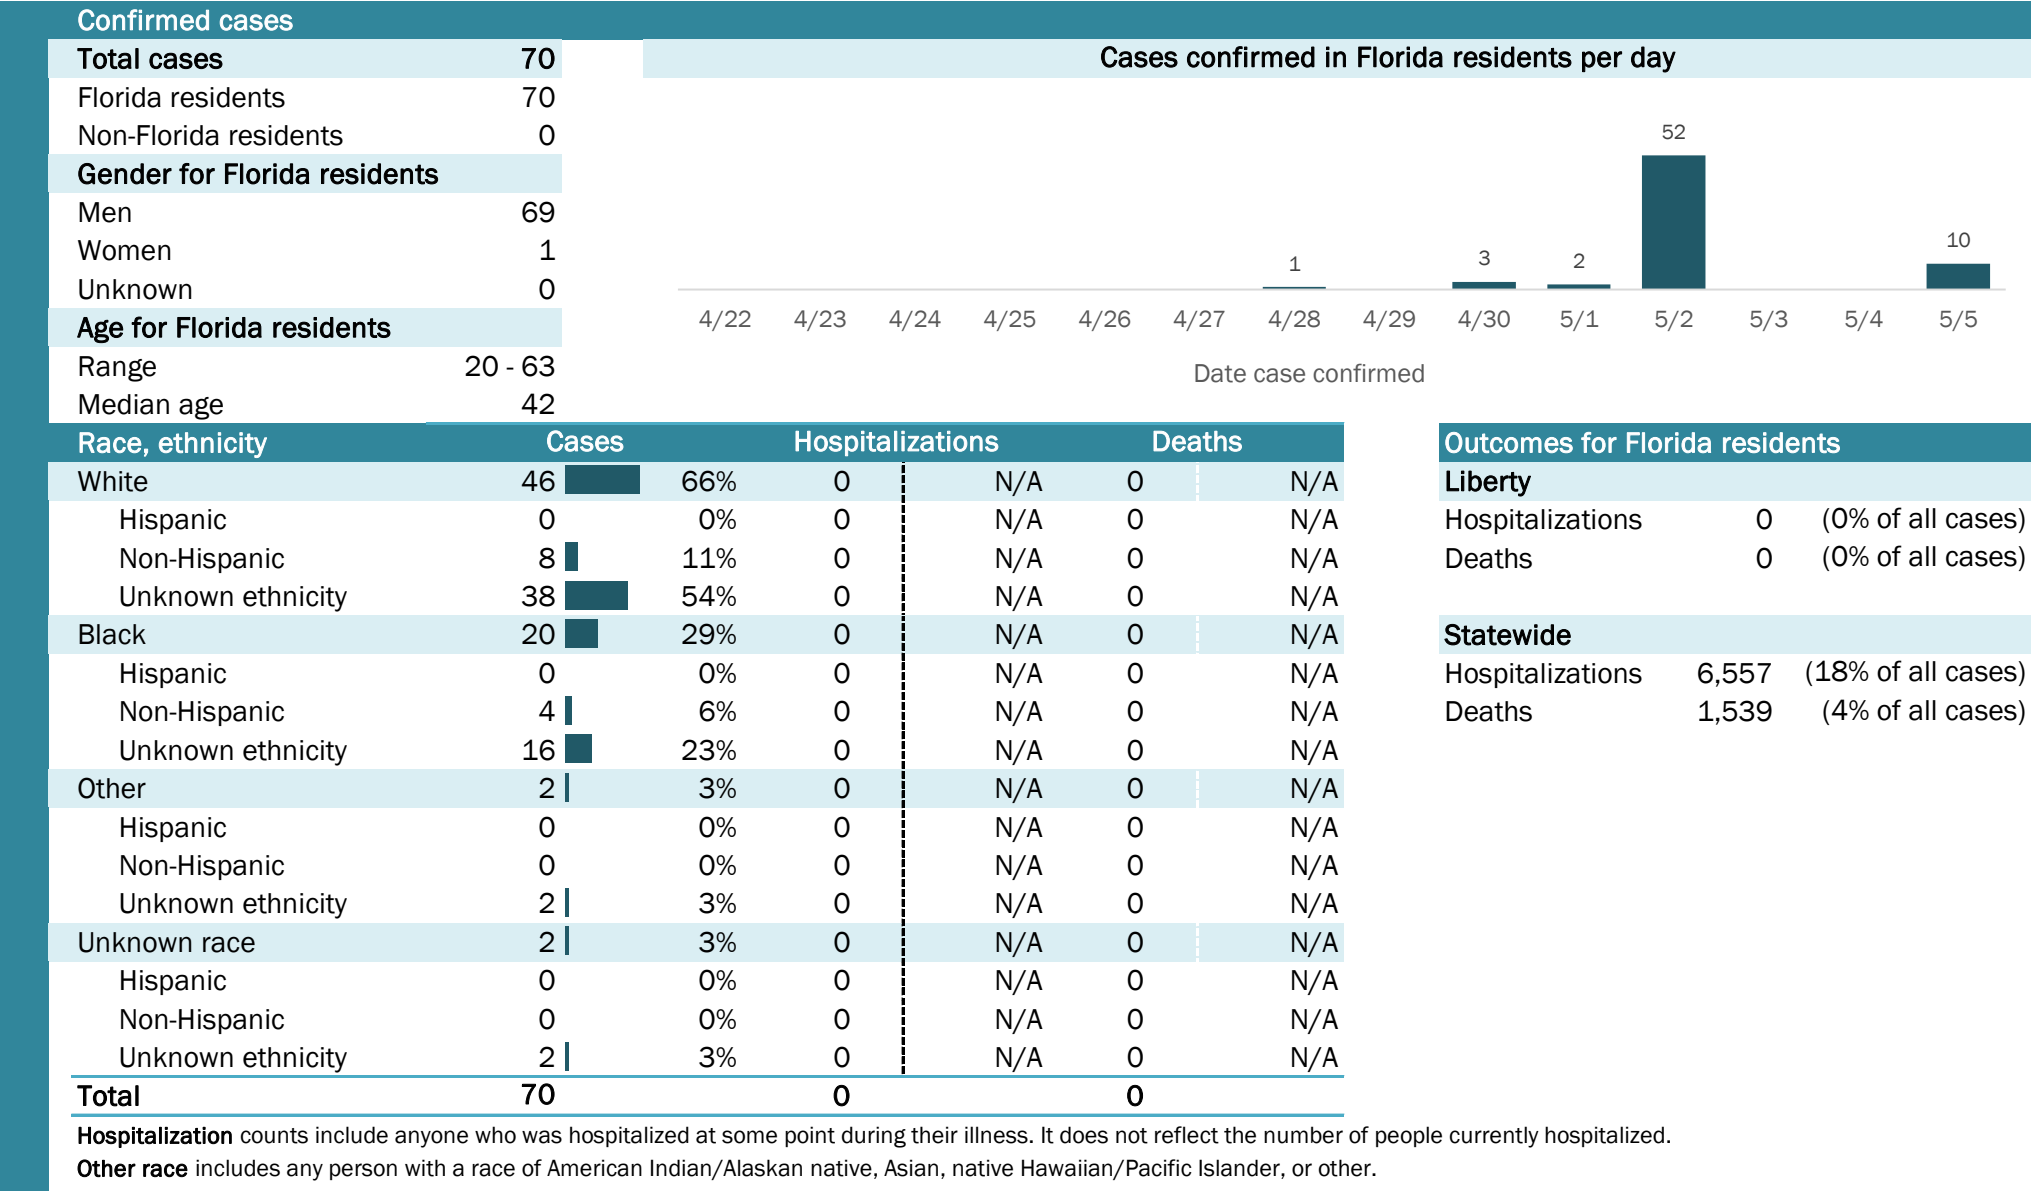 Confirmed cases
Total cases 70
Florida residents 70
Non-Florida residents 0
Gender for Florida residents
Men 69
Women 1
Unknown 0
Age for Florida residents
Range 20 - 63
Median age 42
Cases confirmed in Florida residents per day
1 3 2 52 10
4/22 4/23 4/24 4/25 4/26 4/27 4/28 4/29 4/30 5/1 5/2 5/3 5/4 5/5
Date case confirmed
Race, ethnicity Cases Hospitalizations Deaths
White 46 66% 0 N/A 0 N/A
Hispanic 0 0% 0 N/A 0 N/A
Non-Hispanic 8 11% 0 N/A 0 N/A
Unknown ethnicity 38 54% 0 N/A 0 N/A
Black 20 29% 0 N/A 0 N/A
Hispanic 0 0% 0 N/A 0 N/A
Non-Hispanic 4 6% 0 N/A 0 N/A
Unknown ethnicity 16 23% 0 N/A 0 N/A
Other 2 3% 0 N/A 0 N/A
Hispanic 0 0% 0 N/A 0 N/A
Non-Hispanic 0 0% 0 N/A 0 N/A
Unknown ethnicity 2 3% 0 N/A 0 N/A
Unknown race 2 3% 0 N/A 0 N/A
Hispanic 0 0% 0 N/A 0 N/A
Non-Hispanic 0 0% 0 N/A 0 N/A
Unknown ethnicity 2 3% 0 N/A 0 N/A
Total 70 0 0
Outcomes for Florida residents
Liberty
Hospitalizations 0 (0% of all cases)
Deaths 0 (0% of all cases)
Statewide
Hospitalizations 6,557 (18% of all cases)
Deaths 1,539 (4% of all cases)
Hospitalization counts include anyone who was hospitalized at some point during their illness. It does not reflect the number of people currently hospitalized.
Other race includes any person with a race of American Indian/Alaskan native, Asian, native Hawaiian/Pacific Islander, or other.